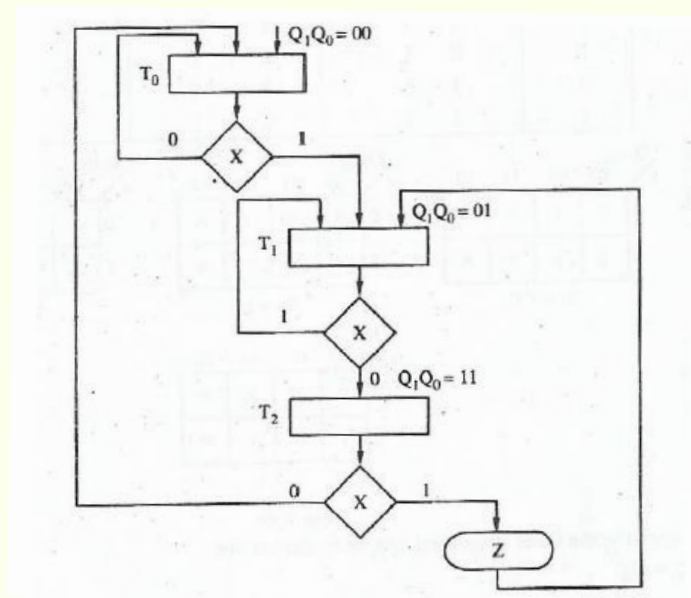 Q₁Q₀ = 00
T₀
0
X
1
Q₁Q₀ = 01
T₁
1
X
0
Q₁Q₀ = 11
T₂
0
X
1
Z